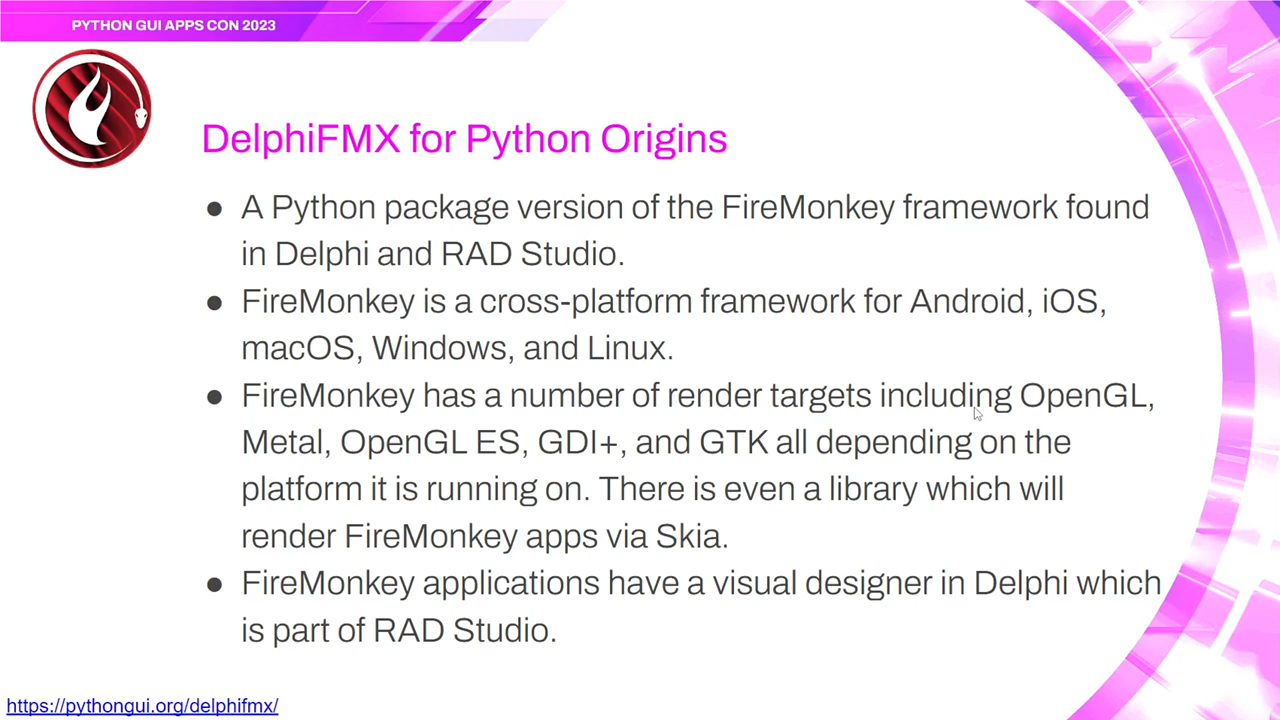 PYTHON GUI APPS CON 2023
DelphiFMX for Python Origins
● A Python package version of the FireMonkey framework found
in Delphi and RAD Studio.
● FireMonkey is a cross-platform framework for Android, iOS,
macOS, Windows, and Linux.
● FireMonkey has a number of render targets including OpenGL,
Metal, OpenGL ES, GDI+, and GTK all depending on the
platform it is running on. There is even a library which will
render FireMonkey apps via Skia.
● FireMonkey applications have a visual designer in Delphi which
is part of RAD Studio.
https://pythongui.org/delphifmx/